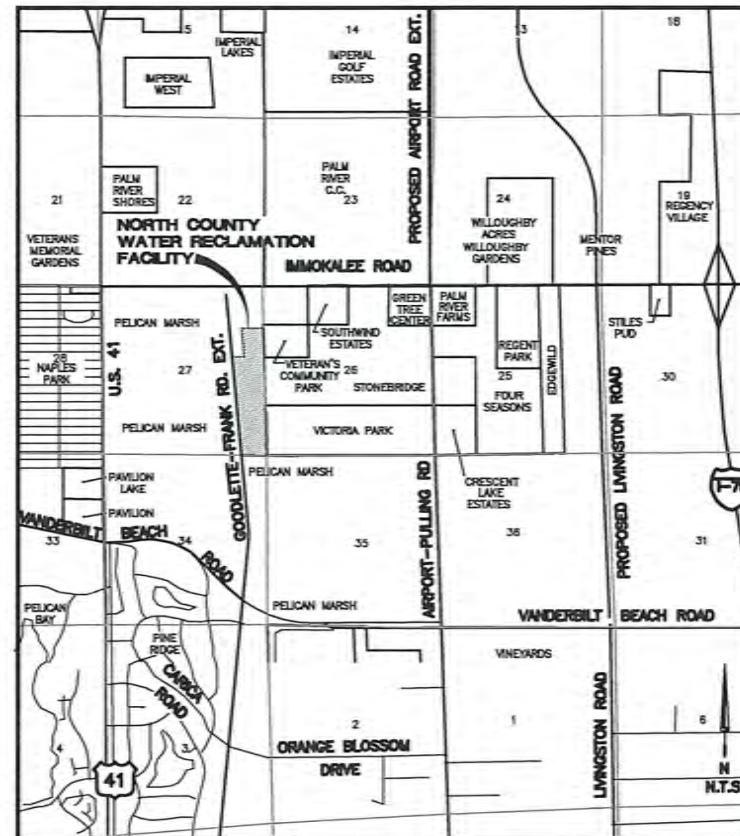 15
14
13
18
IMPERIAL
LAKES
IMPERIAL
GOLF
ESTATES
IMPERIAL
WEST
PROPOSED AIRPORT ROAD EXT.
PALM
RIVER
SHORES
PALM
RIVER
C.C.
21
22
23
24
19
REGENCY
VILLAGE
WILLOUGHBY
ACRES
WILLOUGHBY
GARDENS
MENTOR
PINES
VETERANS
MEMORIAL
GARDENS
NORTH COUNTY
WATER RECLAMATION
FACILITY
IMMOKALEE ROAD
PELICAN MARSH
GREEN
TREE
CENTER
PALM
RIVER
FARMS
SOUTHWIND
ESTATES
STILES
PUD
28
NAPLES
PARK
U.S. 41
27
GOODLETTE-FRANK RD. EXT.
VETERAN'S
COMMUNITY
PARK
26
STONEBRIDGE
REGENT
PARK
25
FOUR
SEASONS
EDGEWILD
PROPOSED LIVINGSTON ROAD
30
PELICAN MARSH
VICTORIA PARK
PELICAN MARSH
PAVILION
LAKE
PAVILION
CRESCENT
LAKE
ESTATES
I-7
VANDERBILT
BEACH
ROAD
33
34
35
36
31
AIRPORT-PULLING RD
PELICAN
BAY
PELICAN MARSH
VANDERBILT BEACH ROAD
PINE
RIDGE
CARICA
ROAD
VINEYARDS
LIVINGSTON ROAD
4
3
2
1
6
ORANGE BLOSSOM
DRIVE
41
N
N.T.S